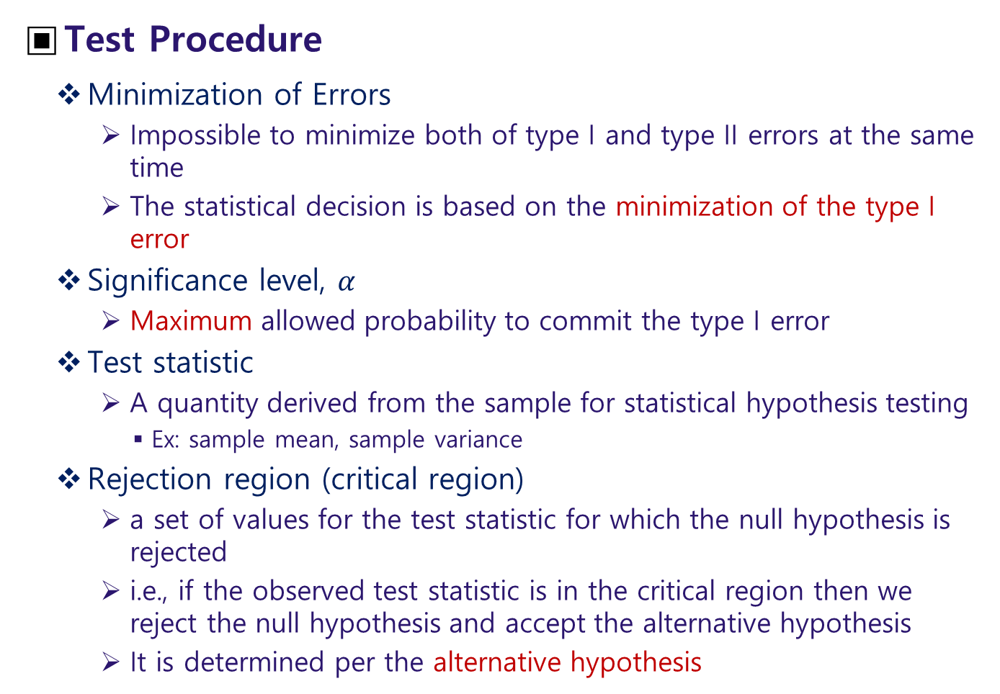 Test Procedure
Minimization of Errors
Impossible to minimize both of type I and type II errors at the same
time
The statistical decision is based on the minimization of the type I
error
Significance level, α
Maximum allowed probability to commit the type I error
Test statistic
A quantity derived from the sample for statistical hypothesis testing
Ex: sample mean, sample variance
Rejection region (critical region)
a set of values for the test statistic for which the null hypothesis is
rejected
i.e., if the observed test statistic is in the critical region then we
reject the null hypothesis and accept the alternative hypothesis
It is determined per the alternative hypothesis